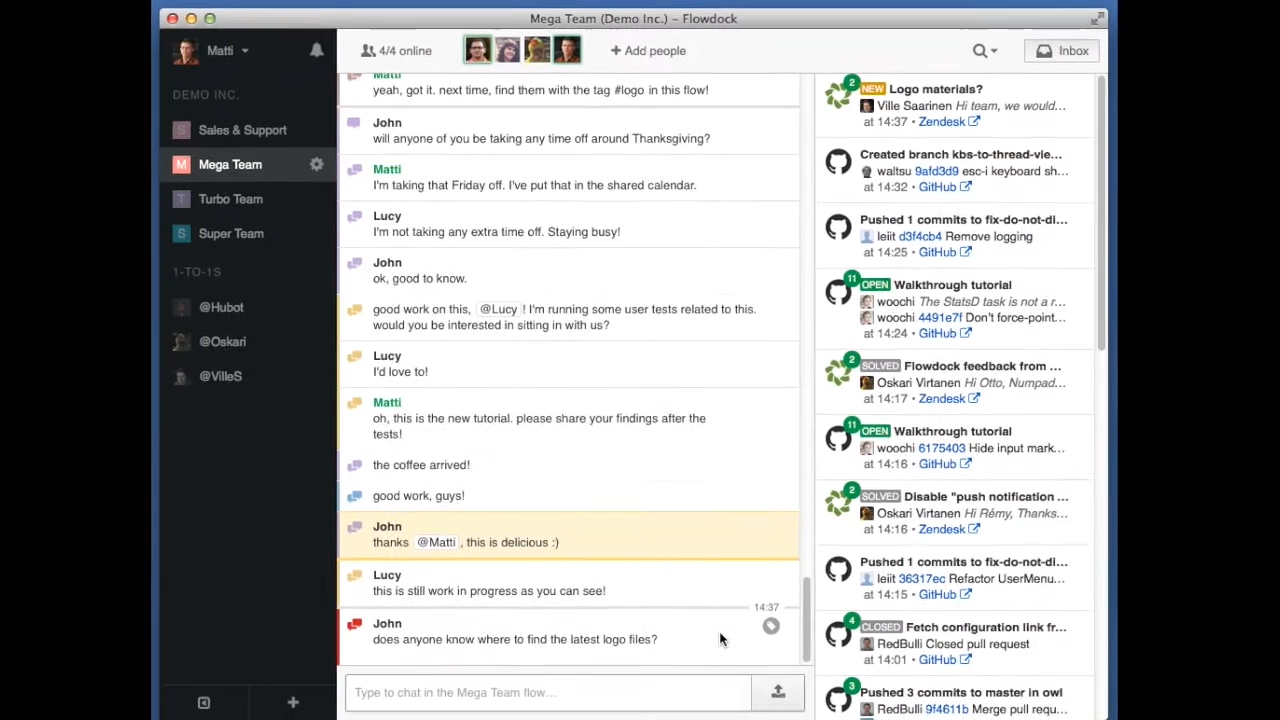 Mega Team (Demo Inc.) – Flowdock
Matti
DEMO INC.
S Sales & Support
M Mega Team
T Turbo Team
S Super Team
1-TO-1S
@Hubot
@Oskari
@VilleS
4/4 online
+ Add people
Inbox
Matti
yeah, got it. next time, find them with the tag #logo in this flow!
John
will anyone of you be taking any time off around Thanksgiving?
Matti
I'm taking that Friday off. I've put that in the shared calendar.
Lucy
I'm not taking any extra time off. Staying busy!
John
ok, good to know.
good work on this, @Lucy! I'm running some user tests related to this.
would you be interested in sitting in with us?
Lucy
I'd love to!
Matti
oh, this is the new tutorial. please share your findings after the
tests!
the coffee arrived!
good work, guys!
John
thanks @Matti, this is delicious :)
Lucy
this is still work in progress as you can see!
14:37
John
does anyone know where to find the latest logo files?
Type to chat in the Mega Team flow…
2 NEW Logo materials?
Ville Saarinen Hi team, we would…
at 14:37 • Zendesk
Created branch kbs-to-thread-vie…
waltsu 9afd3d9 esc-i keyboard sh…
at 14:32 • GitHub
Pushed 1 commits to fix-do-not-di…
leiit d3f4cb4 Remove logging
at 14:25 • GitHub
11 OPEN Walkthrough tutorial
woochi The StatsD task is not a r…
woochi 4491e7f Don't force-point…
at 14:24 • GitHub
2 SOLVED Flowdock feedback from …
Oskari Virtanen Hi Otto, Numpad…
at 14:17 • Zendesk
11 OPEN Walkthrough tutorial
woochi 6175403 Hide input mark…
at 14:16 • GitHub
2 SOLVED Disable "push notification …
Oskari Virtanen Hi Rémy, Thanks…
at 14:16 • Zendesk
Pushed 1 commits to fix-do-not-di…
leiit 36317ec Refactor UserMenu…
at 14:15 • GitHub
4 CLOSED Fetch configuration link fr…
RedBulli Closed pull request
at 14:01 • GitHub
3 Pushed 3 commits to master in owl
RedBulli 9f4611b Merge pull requ…